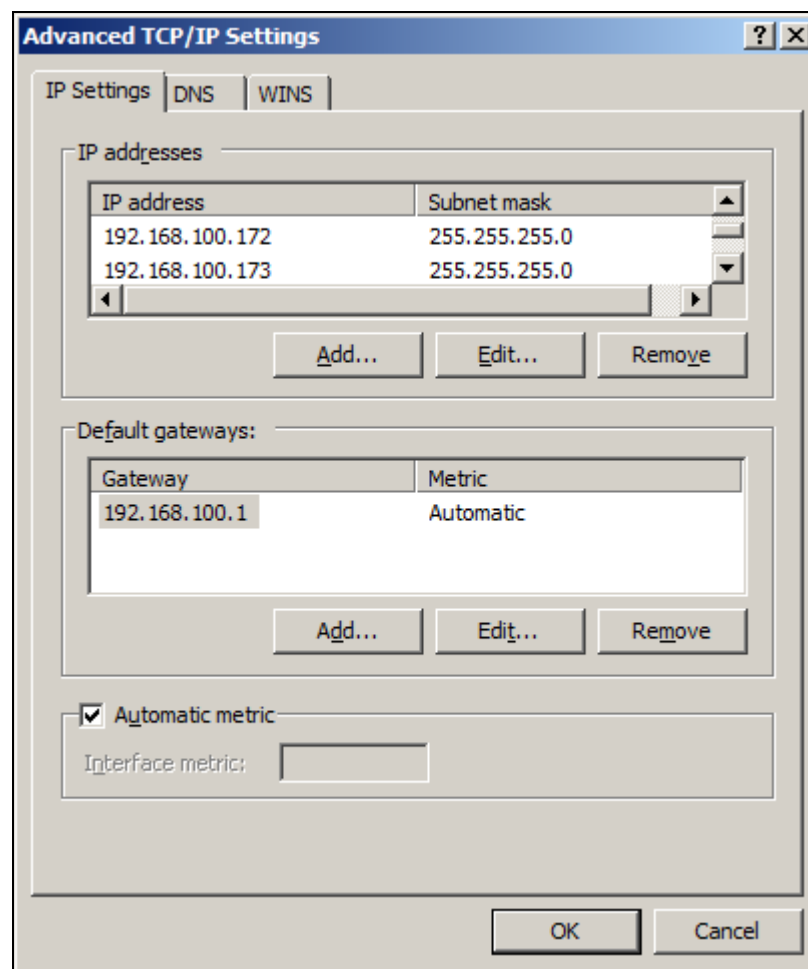 Advanced TCP/IP Settings
IP Settings DNS WINS
IP addresses
IP address Subnet mask
192.168.100.172 255.255.255.0
192.168.100.173 255.255.255.0
Add... Edit... Remove
Default gateways:
Gateway Metric
192.168.100.1 Automatic
Add... Edit... Remove
Automatic metric
Interface metric:
OK Cancel